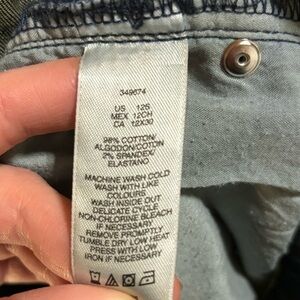 349674
US 12S
MEX 12CH
CA 12X30
98% COTTON/
ALGODON/COTON
2% SPANDEX/
ELASTANO
MACHINE WASH COLD
WASH WITH LIKE
COLOURS
WASH INSIDE OUT
DELICATE CYCLE
NON-CHLORINE BLEACH
IF NECESSARY
REMOVE PROMPTLY
TUMBLE DRY LOW HEAT
PRESS WITH LOW
IRON IF NECESSARY